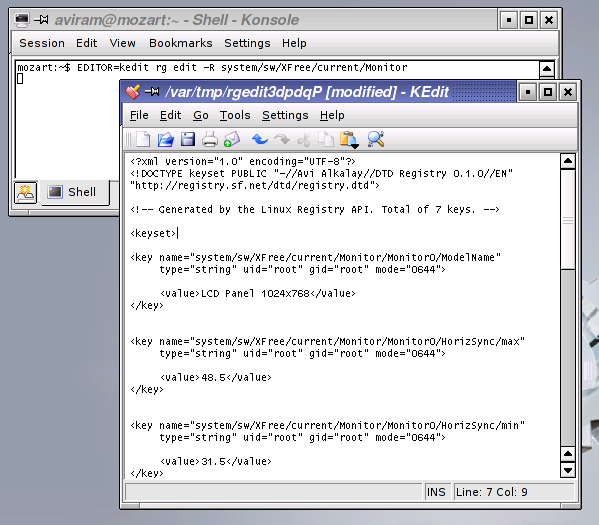 aviram@mozart:~ - Shell - Konsole
Session Edit View Bookmarks Settings Help
mozart:~$ EDITOR=kedit rg edit -R system/sw/XFree/current/Monitor
Shell
/var/tmp/rgedit3dpdqP [modified] - KEdit
File Edit Go Tools Settings Help
<?xml version="1.0" encoding="UTF-8"?>
<!DOCTYPE keyset PUBLIC "-//Avi Alkalay//DTD Registry 0.1.0//EN"
"http://registry.sf.net/dtd/registry.dtd">
<!-- Generated by the Linux Registry API. Total of 7 keys. -->
<keyset>
<key name="system/sw/XFree/current/Monitor/Monitor0/ModelName"
type="string" uid="root" gid="root" mode="0644">
<value>LCD Panel 1024x768</value>
</key>
<key name="system/sw/XFree/current/Monitor/Monitor0/HorizSync/max"
type="string" uid="root" gid="root" mode="0644">
<value>48.5</value>
</key>
<key name="system/sw/XFree/current/Monitor/Monitor0/HorizSync/min"
type="string" uid="root" gid="root" mode="0644">
<value>31.5</value>
</key>
INS Line: 7 Col: 9